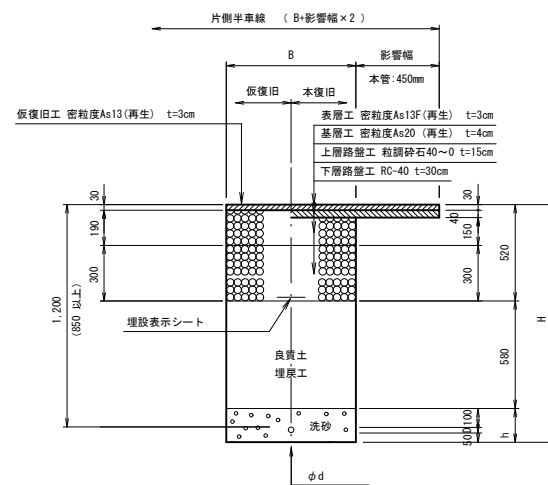 片側半車線 （ B+影響幅×2 ）
B
影響幅
本管：450mm
仮復旧
本復旧
仮復旧工 密粒度As13(再生) t=3cm
表層工 密粒度As13F(再生) t=3cm
基層工 密粒度As20 (再生) t=4cm
上層路盤工 粒調砕石40～0 t=15cm
下層路盤工 RC-40 t=30cm
30
190
300
1,200
(850 以上)
30
40
150
300
520
580
H
埋設表示シート
良質土
埋戻工
洗砂
100
D
50
h
φd